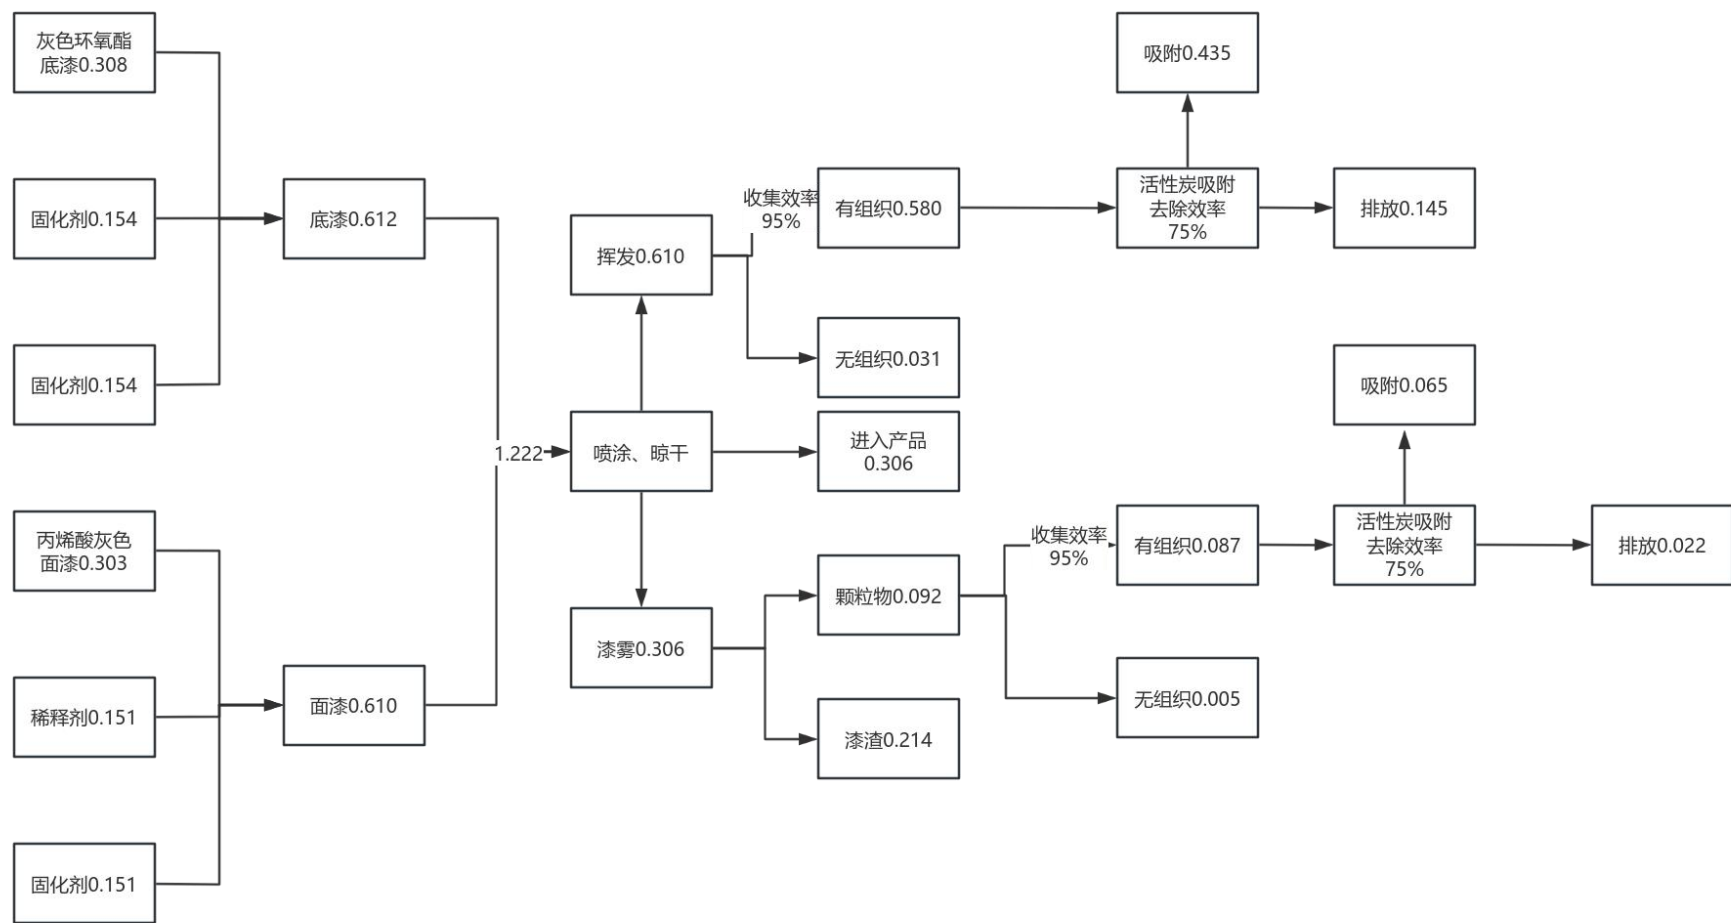 灰色环氧酯
底漆0.308
固化剂0.154
固化剂0.154
丙烯酸灰色
面漆0.303
稀释剂0.151
固化剂0.151
底漆0.612
面漆0.610
1.222
挥发0.610
喷涂、晾干
漆雾0.306
收集效率
95%
有组织0.580
无组织0.031
进入产品
0.306
颗粒物0.092
漆渣0.214
吸附0.435
活性炭吸附
去除效率
75%
排放0.145
收集效率
95%
有组织0.087
无组织0.005
吸附0.065
活性炭吸附
去除效率
75%
排放0.022